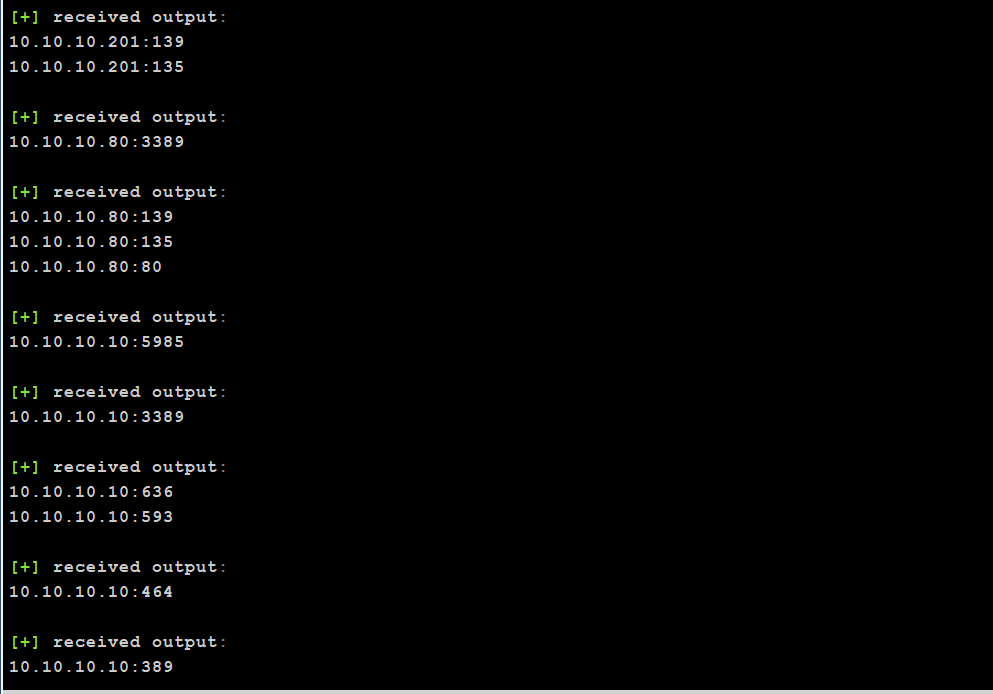 [+] received output:
10.10.10.201:139
10.10.10.201:135
[+] received output:
10.10.10.80:3389
[+] received output:
10.10.10.80:139
10.10.10.80:135
10.10.10.80:80
[+] received output:
10.10.10.10:5985
[+] received output:
10.10.10.10:3389
[+] received output:
10.10.10.10:636
10.10.10.10:593
[+] received output:
10.10.10.10:464
[+] received output:
10.10.10.10:389